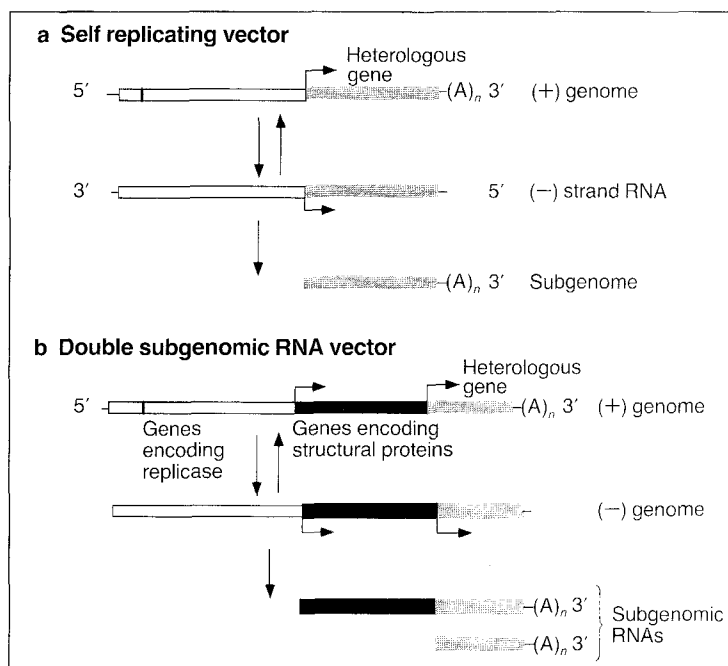 a Self replicating vector
Heterologous
gene
5′ (A)n 3′ (+) genome
3′ 5′ (−) strand RNA
(A)n 3′ Subgenome
b Double subgenomic RNA vector
Heterologous
gene
5′ (A)n 3′ (+) genome
Genes
encoding
replicase
Genes encoding
structural proteins
(−) genome
(A)n 3′
(A)n 3′
Subgenomic
RNAs